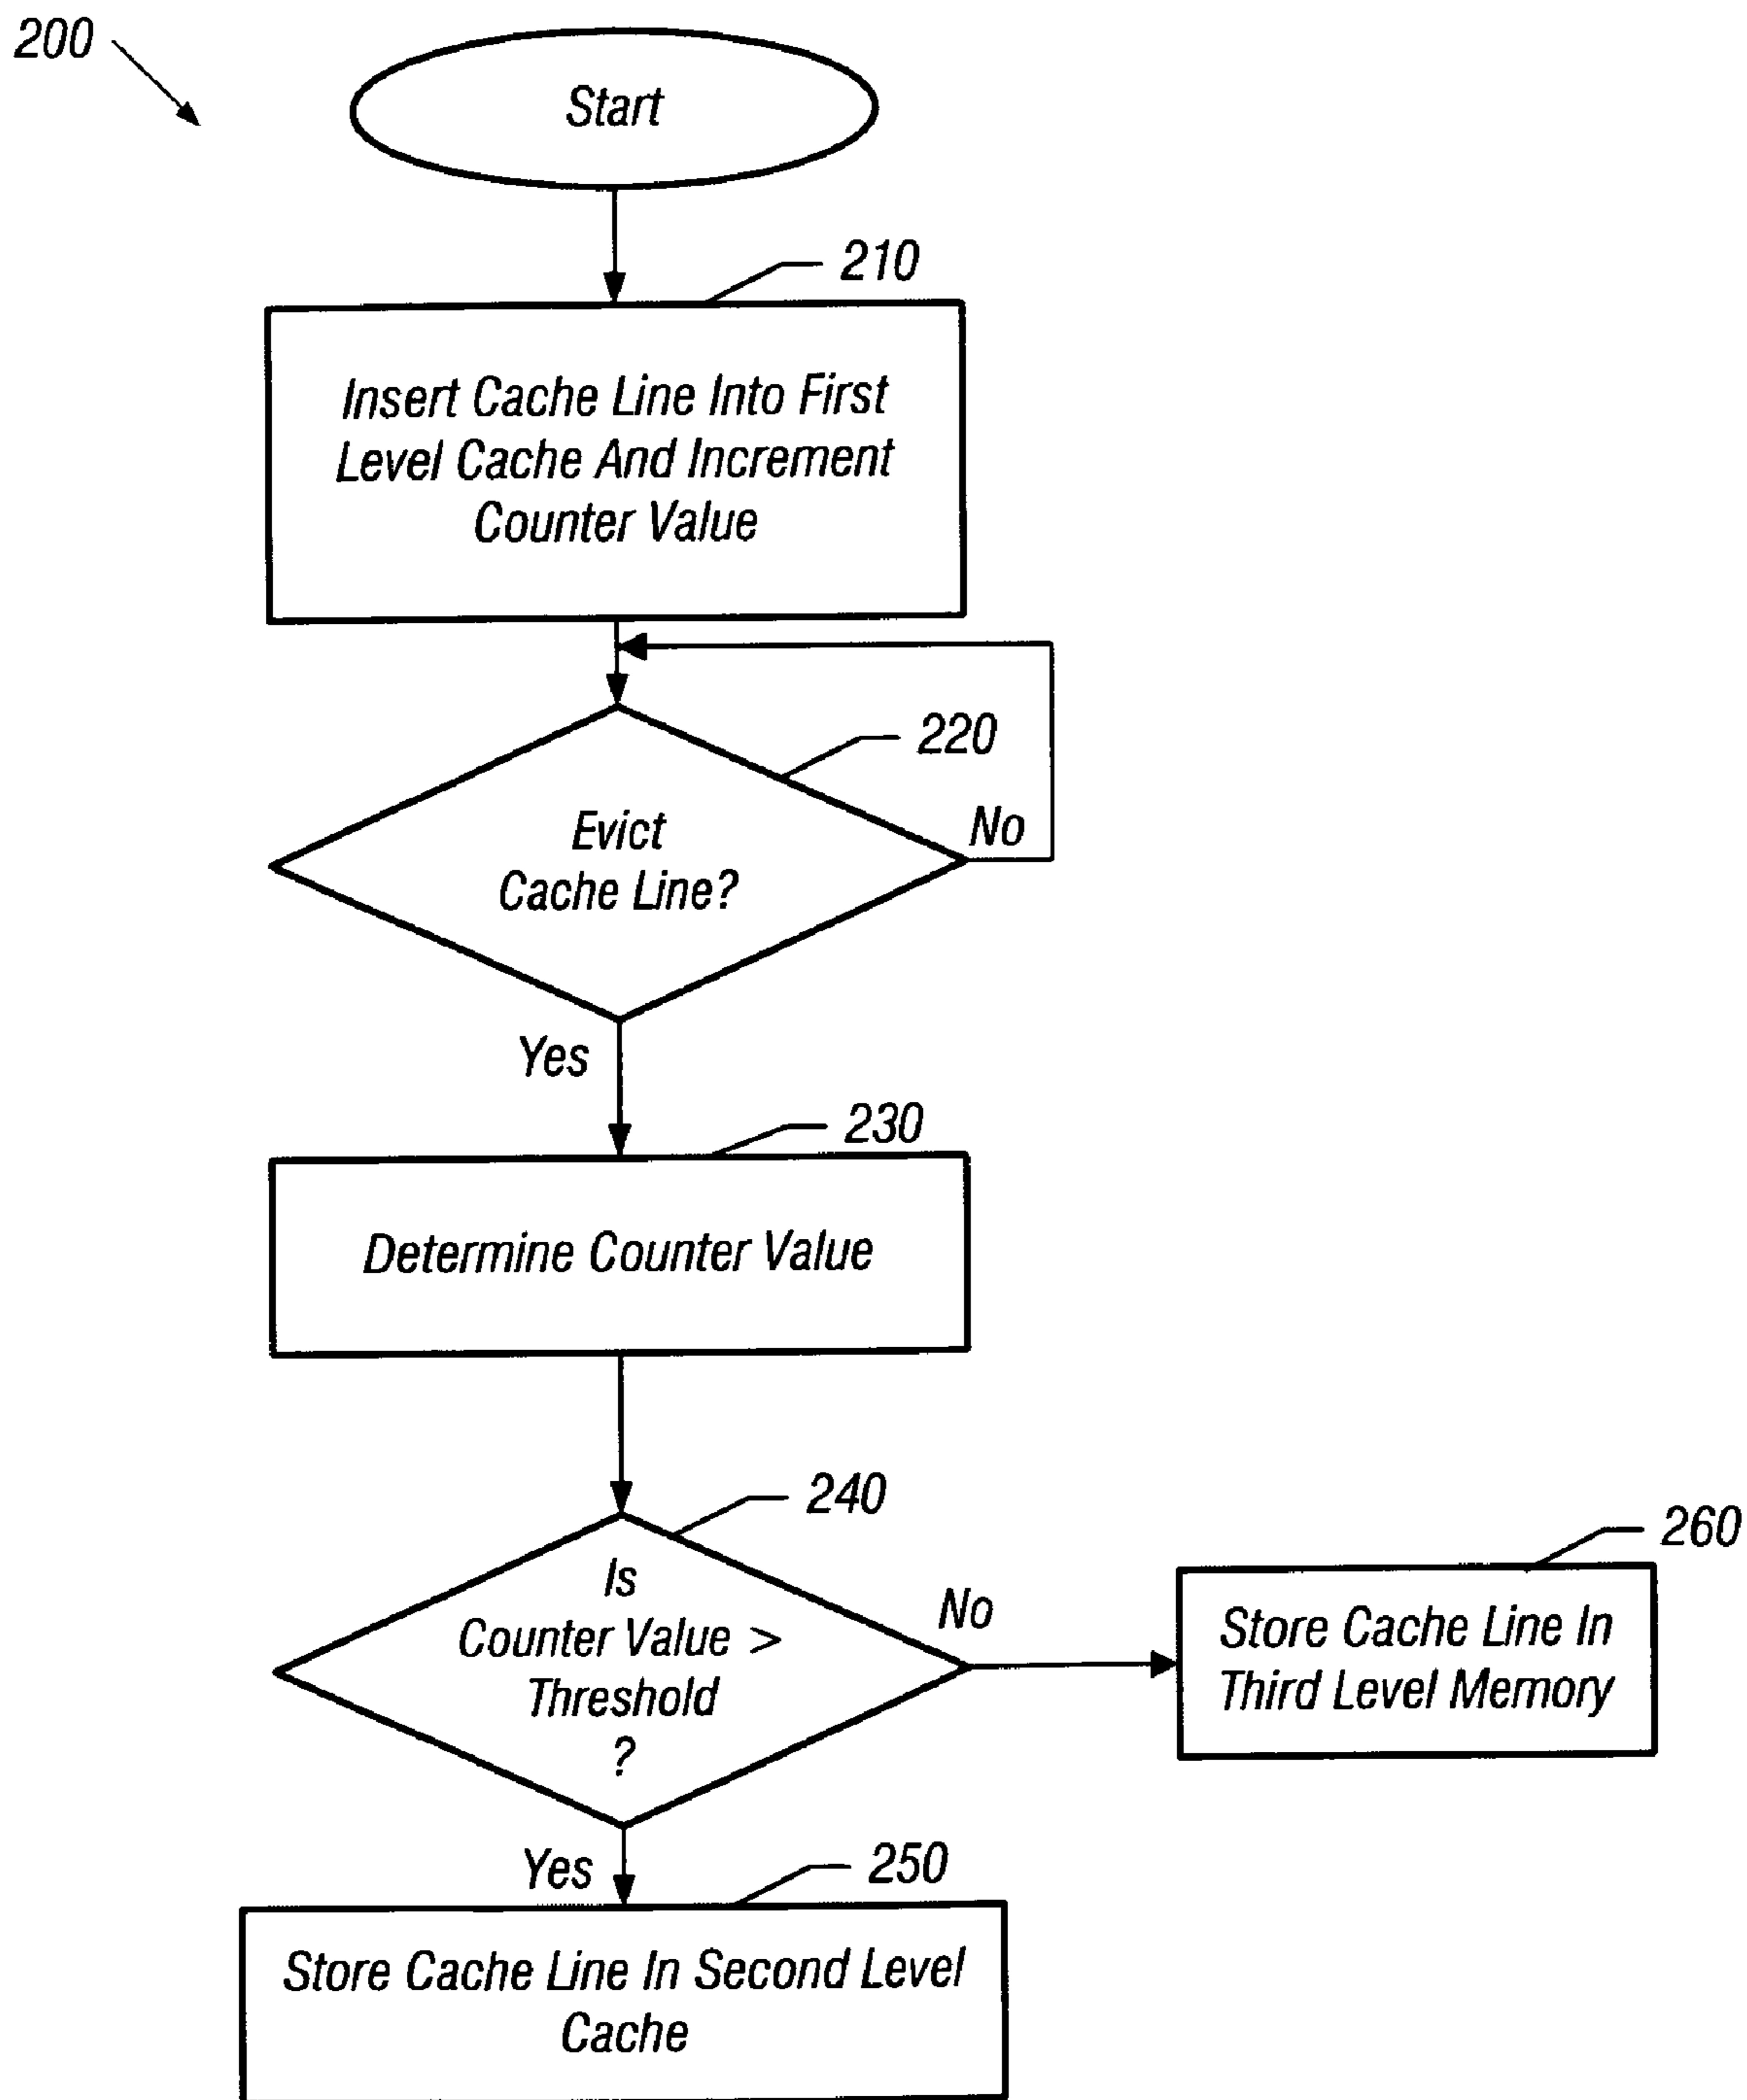 200
Start
210
Insert Cache Line Into First
Level Cache And Increment
Counter Value
220
Evict
Cache Line?
No
Yes
230
Determine Counter Value
240
Is
Counter Value >
Threshold
?
No
260
Store Cache Line In
Third Level Memory
Yes
250
Store Cache Line In Second Level
Cache